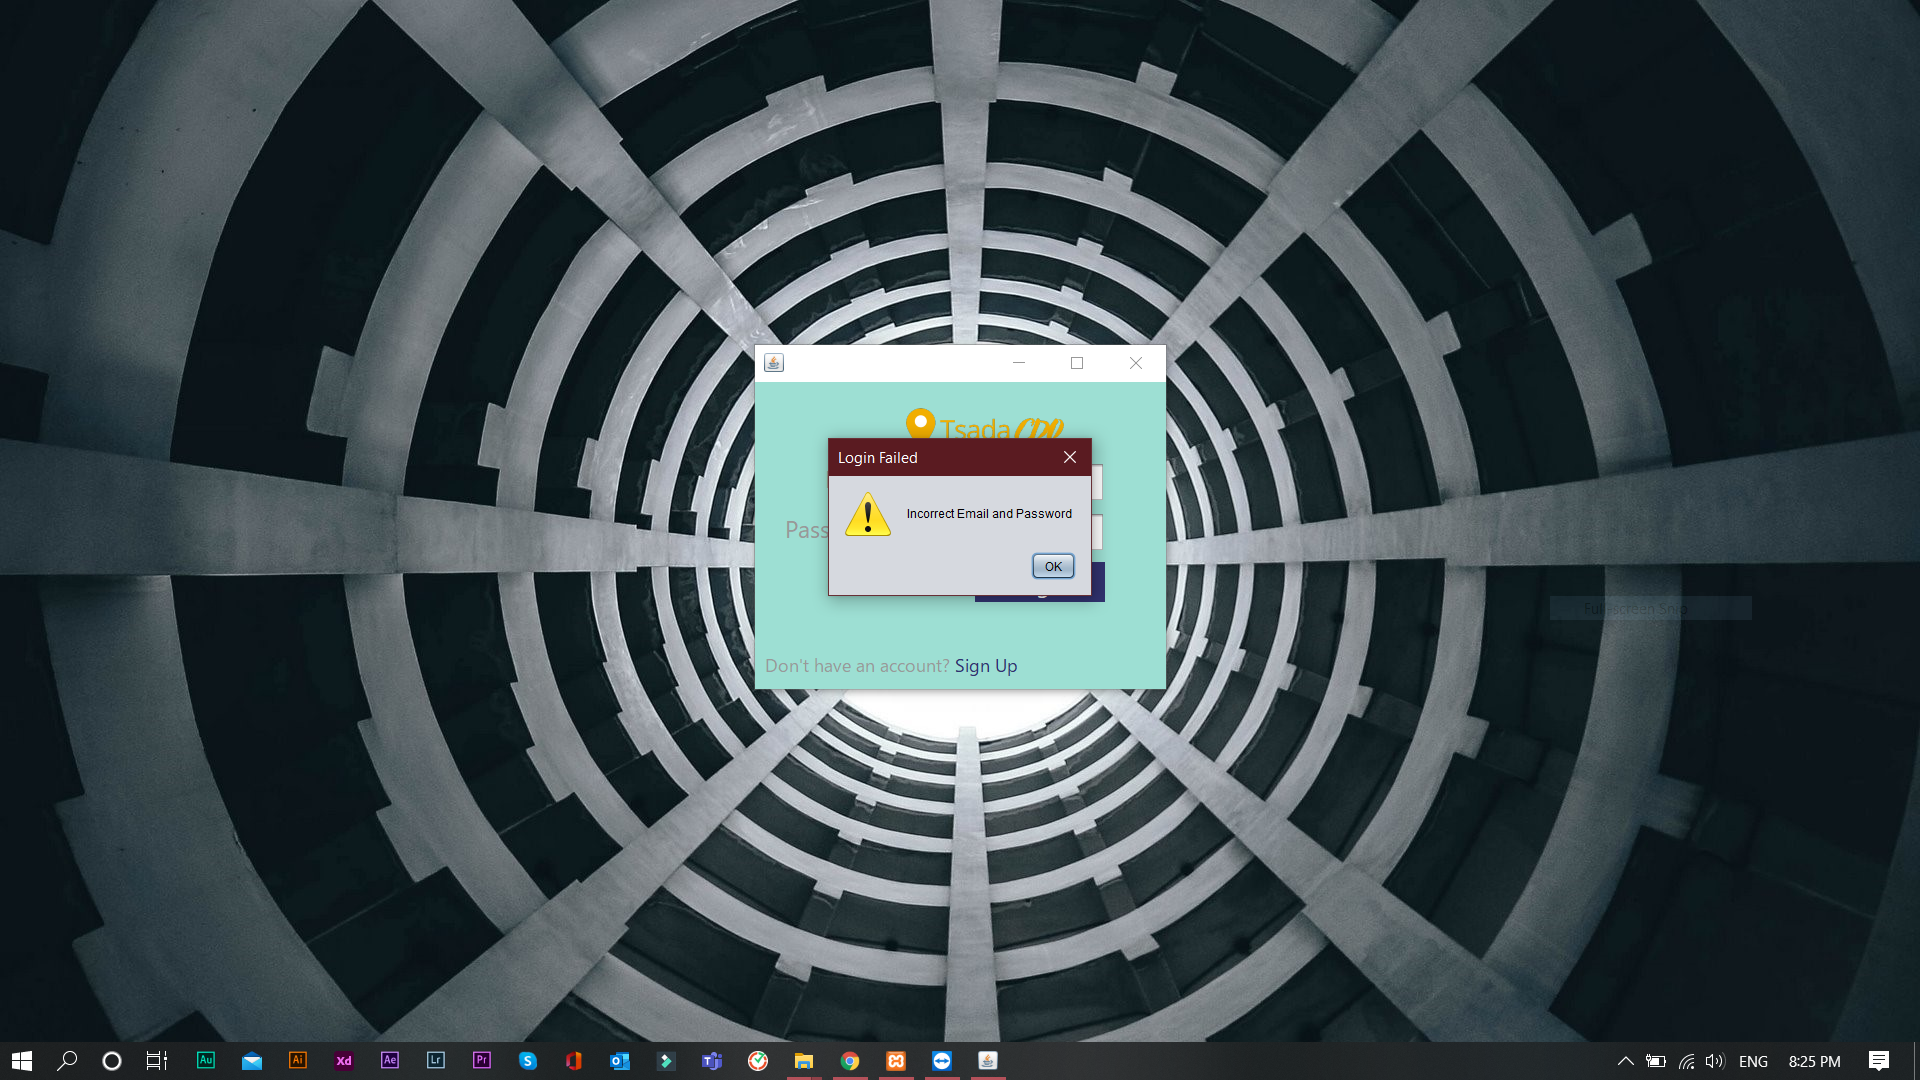 Tsada CDO
Login Failed
Incorrect Email and Password
Pass
OK
Don't have an account? Sign Up
Au
Ai
Xd
Ae
Lr
Pr
ENG
8:25 PM